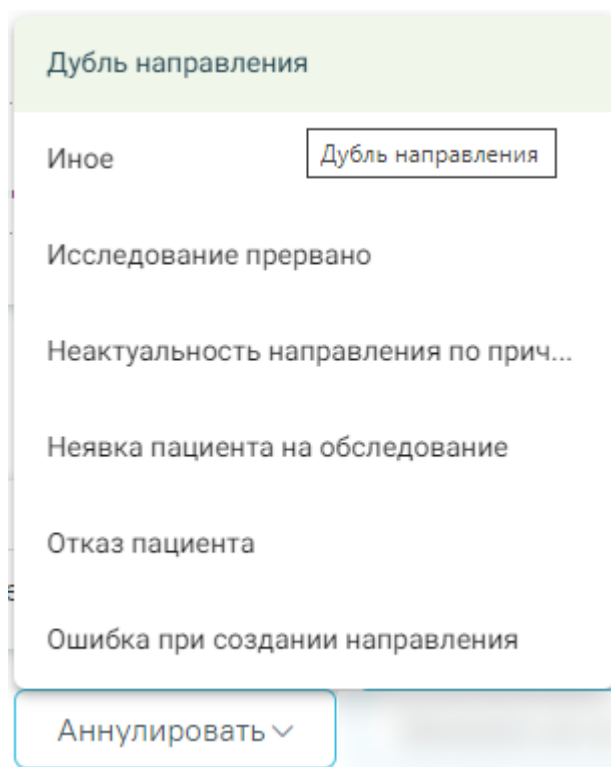 Дубль направления
Иное
Дубль направления
Исследование прервано
Неактуальность направления по прич...
Неявка пациента на обследование
Отказ пациента
Ошибка при создании направления
Аннулировать